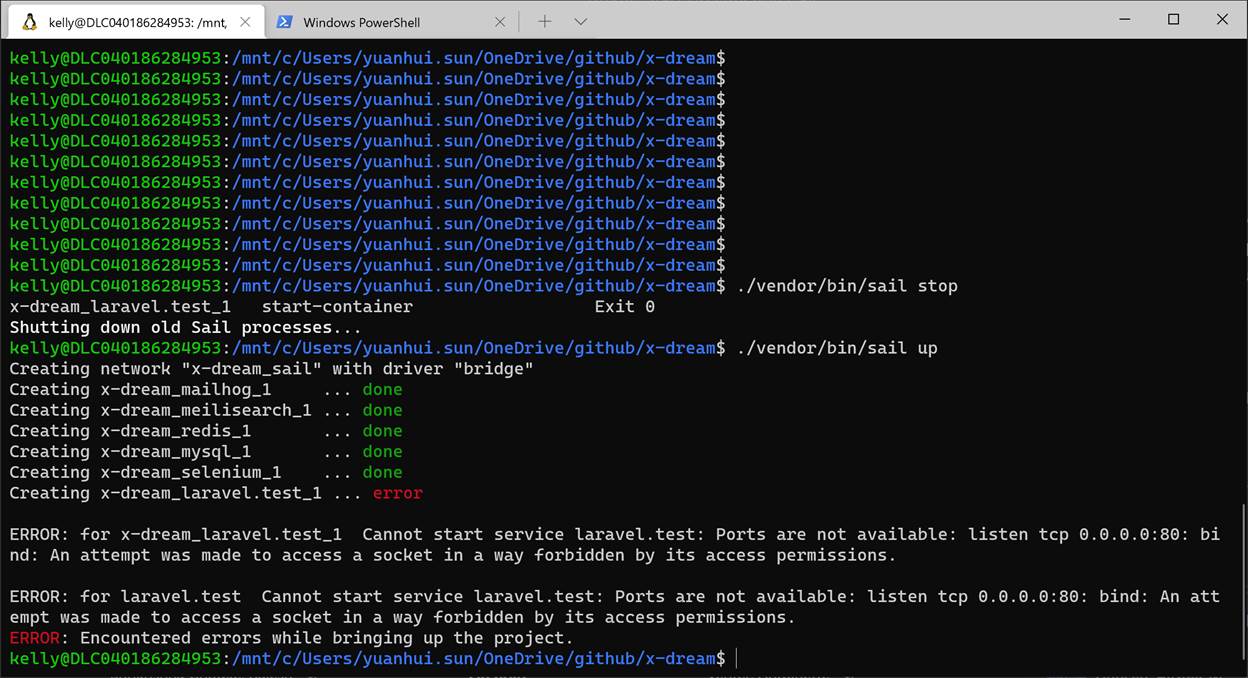 kelly@DLC040186284953: /mnt, Windows PowerShell
kelly@DLC040186284953:/mnt/c/Users/yuanhui.sun/OneDrive/github/x-dream$
kelly@DLC040186284953:/mnt/c/Users/yuanhui.sun/OneDrive/github/x-dream$
kelly@DLC040186284953:/mnt/c/Users/yuanhui.sun/OneDrive/github/x-dream$
kelly@DLC040186284953:/mnt/c/Users/yuanhui.sun/OneDrive/github/x-dream$
kelly@DLC040186284953:/mnt/c/Users/yuanhui.sun/OneDrive/github/x-dream$
kelly@DLC040186284953:/mnt/c/Users/yuanhui.sun/OneDrive/github/x-dream$
kelly@DLC040186284953:/mnt/c/Users/yuanhui.sun/OneDrive/github/x-dream$
kelly@DLC040186284953:/mnt/c/Users/yuanhui.sun/OneDrive/github/x-dream$
kelly@DLC040186284953:/mnt/c/Users/yuanhui.sun/OneDrive/github/x-dream$
kelly@DLC040186284953:/mnt/c/Users/yuanhui.sun/OneDrive/github/x-dream$
kelly@DLC040186284953:/mnt/c/Users/yuanhui.sun/OneDrive/github/x-dream$
kelly@DLC040186284953:/mnt/c/Users/yuanhui.sun/OneDrive/github/x-dream$ ./vendor/bin/sail stop
x-dream_laravel.test_1   start-container                  Exit 0
Shutting down old Sail processes...
kelly@DLC040186284953:/mnt/c/Users/yuanhui.sun/OneDrive/github/x-dream$ ./vendor/bin/sail up
Creating network "x-dream_sail" with driver "bridge"
Creating x-dream_mailhog_1     ... done
Creating x-dream_meilisearch_1 ... done
Creating x-dream_redis_1       ... done
Creating x-dream_mysql_1       ... done
Creating x-dream_selenium_1    ... done
Creating x-dream_laravel.test_1 ... error
ERROR: for x-dream_laravel.test_1  Cannot start service laravel.test: Ports are not available: listen tcp 0.0.0.0:80: bi
nd: An attempt was made to access a socket in a way forbidden by its access permissions.
ERROR: for laravel.test  Cannot start service laravel.test: Ports are not available: listen tcp 0.0.0.0:80: bind: An att
empt was made to access a socket in a way forbidden by its access permissions.
ERROR: Encountered errors while bringing up the project.
kelly@DLC040186284953:/mnt/c/Users/yuanhui.sun/OneDrive/github/x-dream$